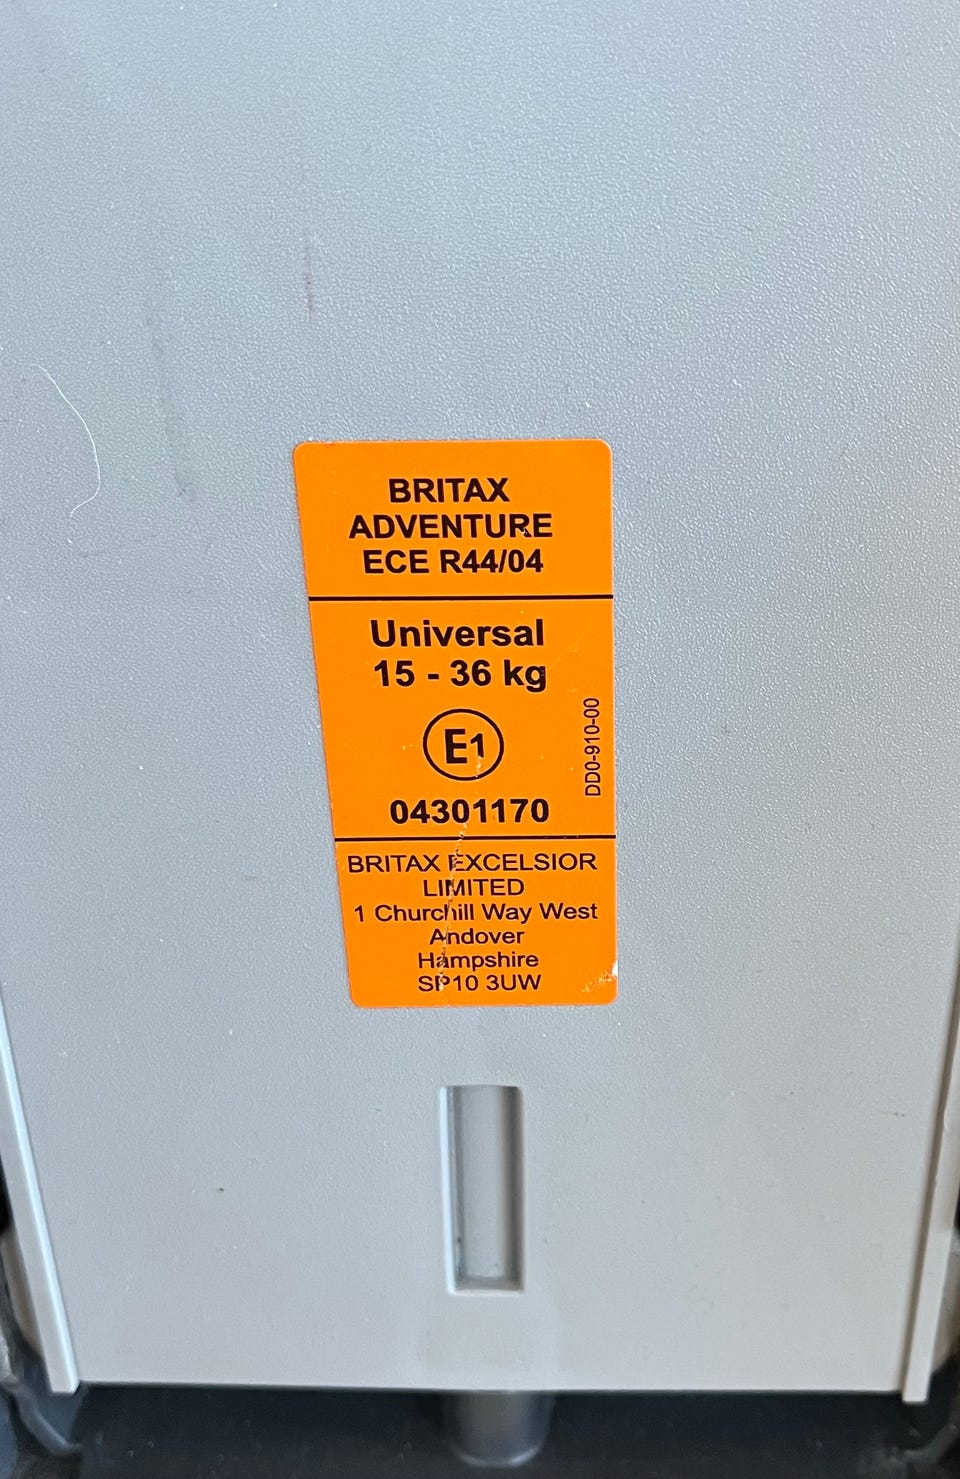 BRITAX
ADVENTURE
ECE R44/04
Universal
15 - 36 kg
E1
DD0-910-00
04301170
BRITAX EXCELSIOR
LIMITED
1 Churchill Way West
Andover
Hampshire
SP10 3UW